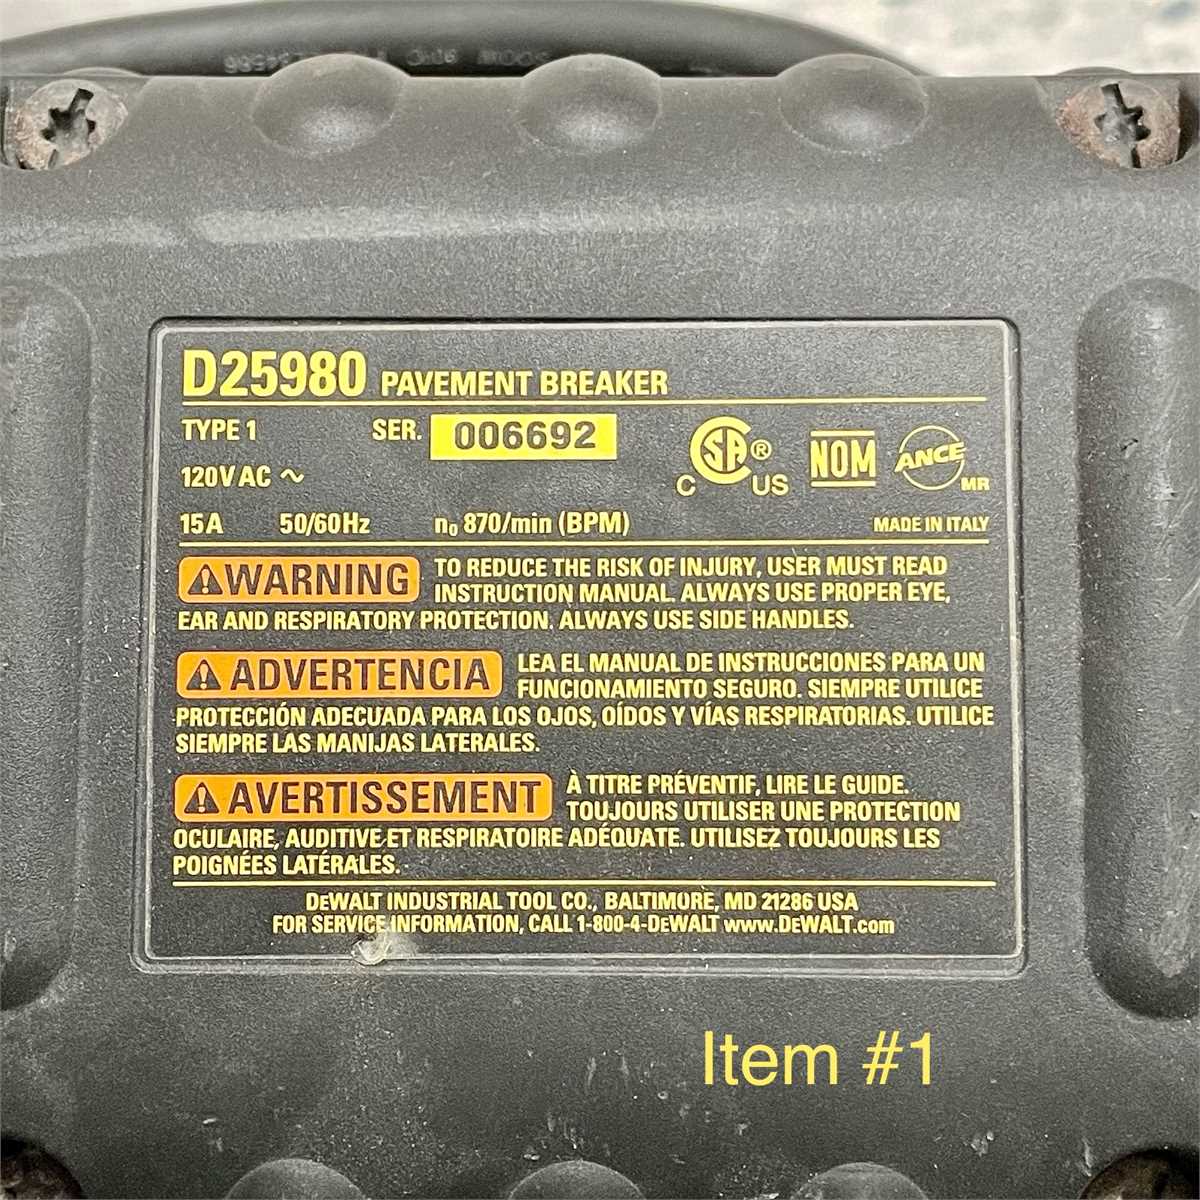 D25980 PAVEMENT BREAKER
TYPE 1 SER. 006692
120V AC ~
15A 50/60Hz n₀ 870/min (BPM)
C SA ® US
NOM
ANCE MR
MADE IN ITALY
⚠WARNING TO REDUCE THE RISK OF INJURY, USER MUST READ
INSTRUCTION MANUAL. ALWAYS USE PROPER EYE,
EAR AND RESPIRATORY PROTECTION. ALWAYS USE SIDE HANDLES.
⚠ADVERTENCIA LEA EL MANUAL DE INSTRUCCIONES PARA UN
FUNCIONAMIENTO SEGURO. SIEMPRE UTILICE
PROTECCIÓN ADECUADA PARA LOS OJOS, OÍDOS Y VÍAS RESPIRATORIAS. UTILICE
SIEMPRE LAS MANIJAS LATERALES.
⚠AVERTISSEMENT À TITRE PRÉVENTIF, LIRE LE GUIDE.
TOUJOURS UTILISER UNE PROTECTION
OCULAIRE, AUDITIVE ET RESPIRATOIRE ADÉQUATE. UTILISEZ TOUJOURS LES
POIGNÉES LATÉRALES.
DEWALT INDUSTRIAL TOOL CO., BALTIMORE, MD 21286 USA
FOR SERVICE INFORMATION, CALL 1-800-4-DEWALT www.DEWALT.com
Item #1